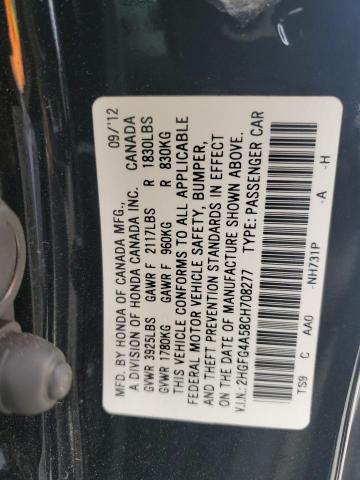 MFD. BY HONDA OF CANADA MFG., 09/'12
A DIVISION OF HONDA CANADA INC. CANADA
GVWR 3925LBS GAWR F 2117LBS R 1830LBS
GVWR 1780KG GAWR F 960KG R 830KG
THIS VEHICLE CONFORMS TO ALL APPLICABLE
FEDERAL MOTOR VEHICLE SAFETY, BUMPER,
AND THEFT PREVENTION STANDARDS IN EFFECT
ON THE DATE OF MANUFACTURE SHOWN ABOVE.
V.I.N.: 2HGFG4A58CH708277 TYPE: PASSENGER CAR
TS9 C AA0 -NH731P -A -H